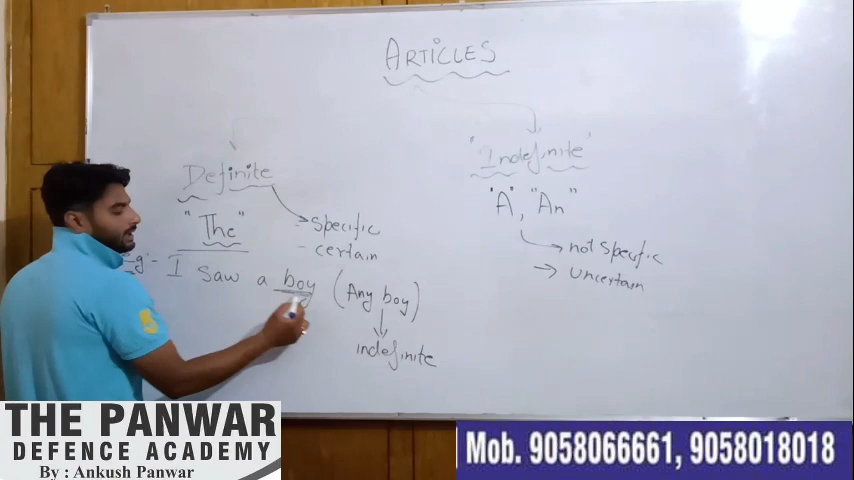 ARTICLES
Definite
"The"
- Specific
- certain
Eg:- I saw a boy (Any boy)
indefinite
"Indefinite"
"A", "An"
not specific
uncertain
THE PANWAR
DEFENCE ACADEMY
By : Ankush Panwar
Mob. 9058066661, 9058018018